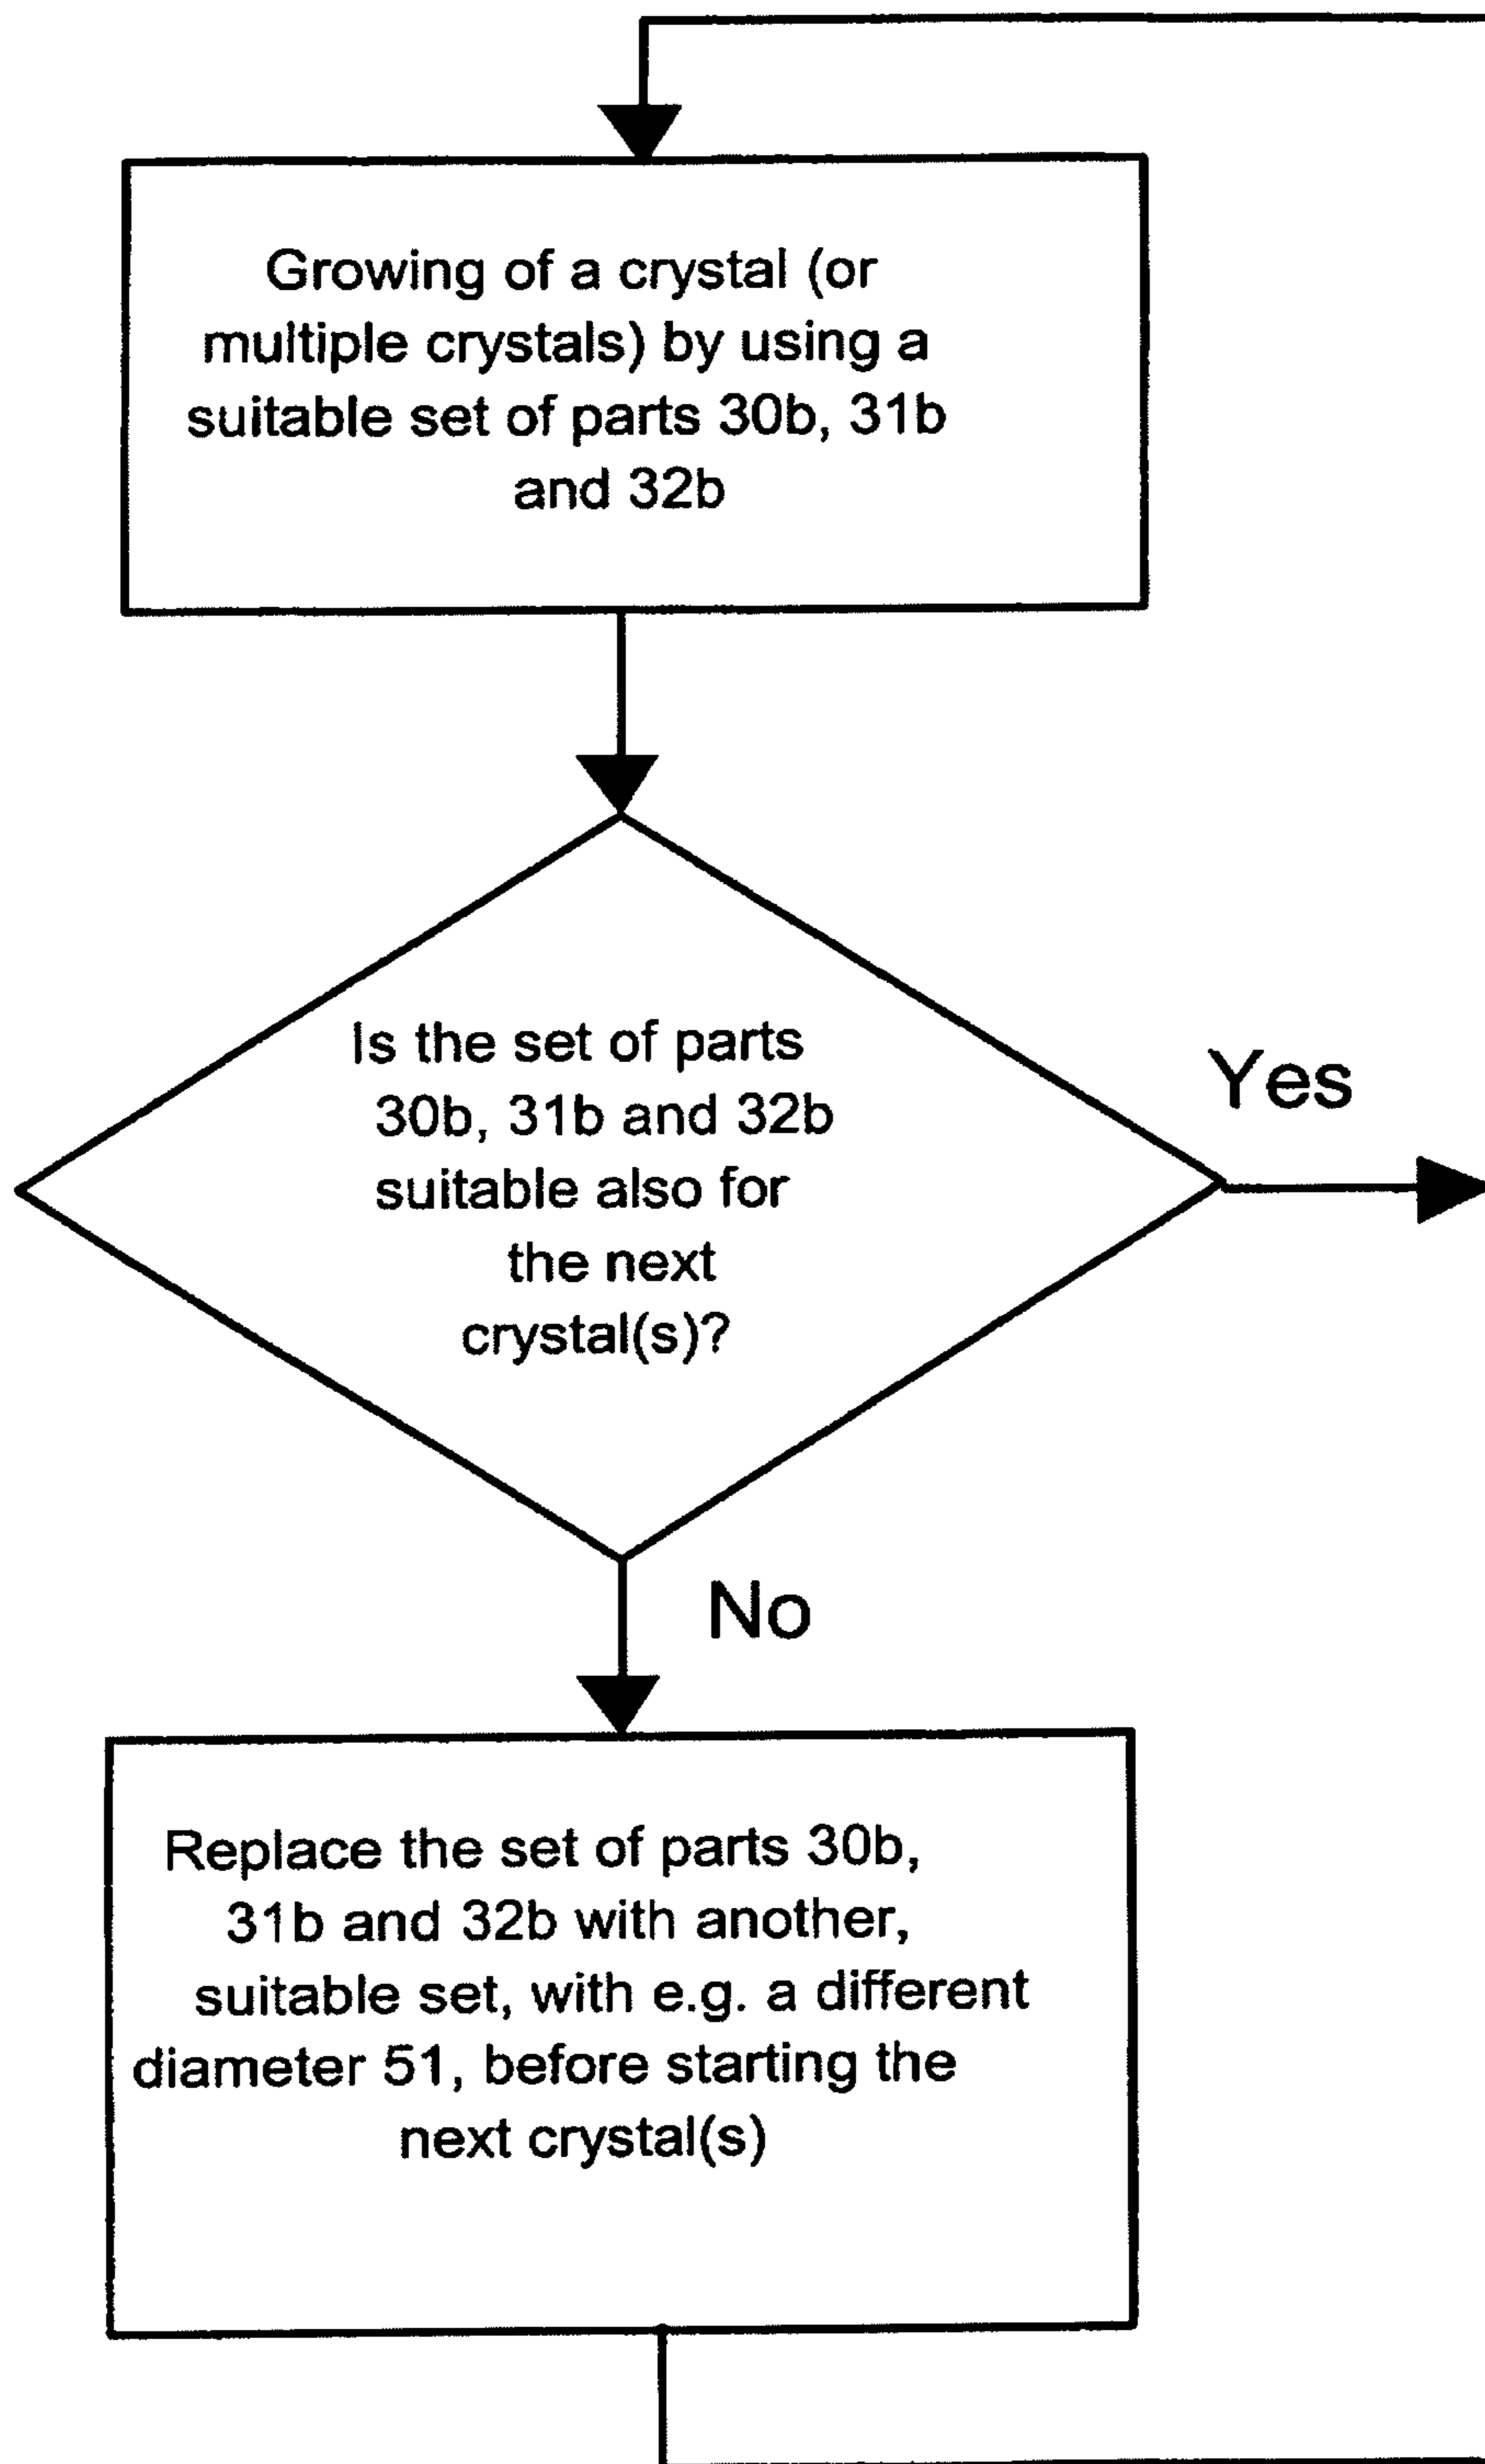 Growing of a crystal (or
multiple crystals) by using a
suitable set of parts 30b, 31b
and 32b
Is the set of parts
30b, 31b and 32b
suitable also for
the next
crystal(s)?
Yes
No
Replace the set of parts 30b,
31b and 32b with another,
suitable set, with e.g. a different
diameter 51, before starting the
next crystal(s)